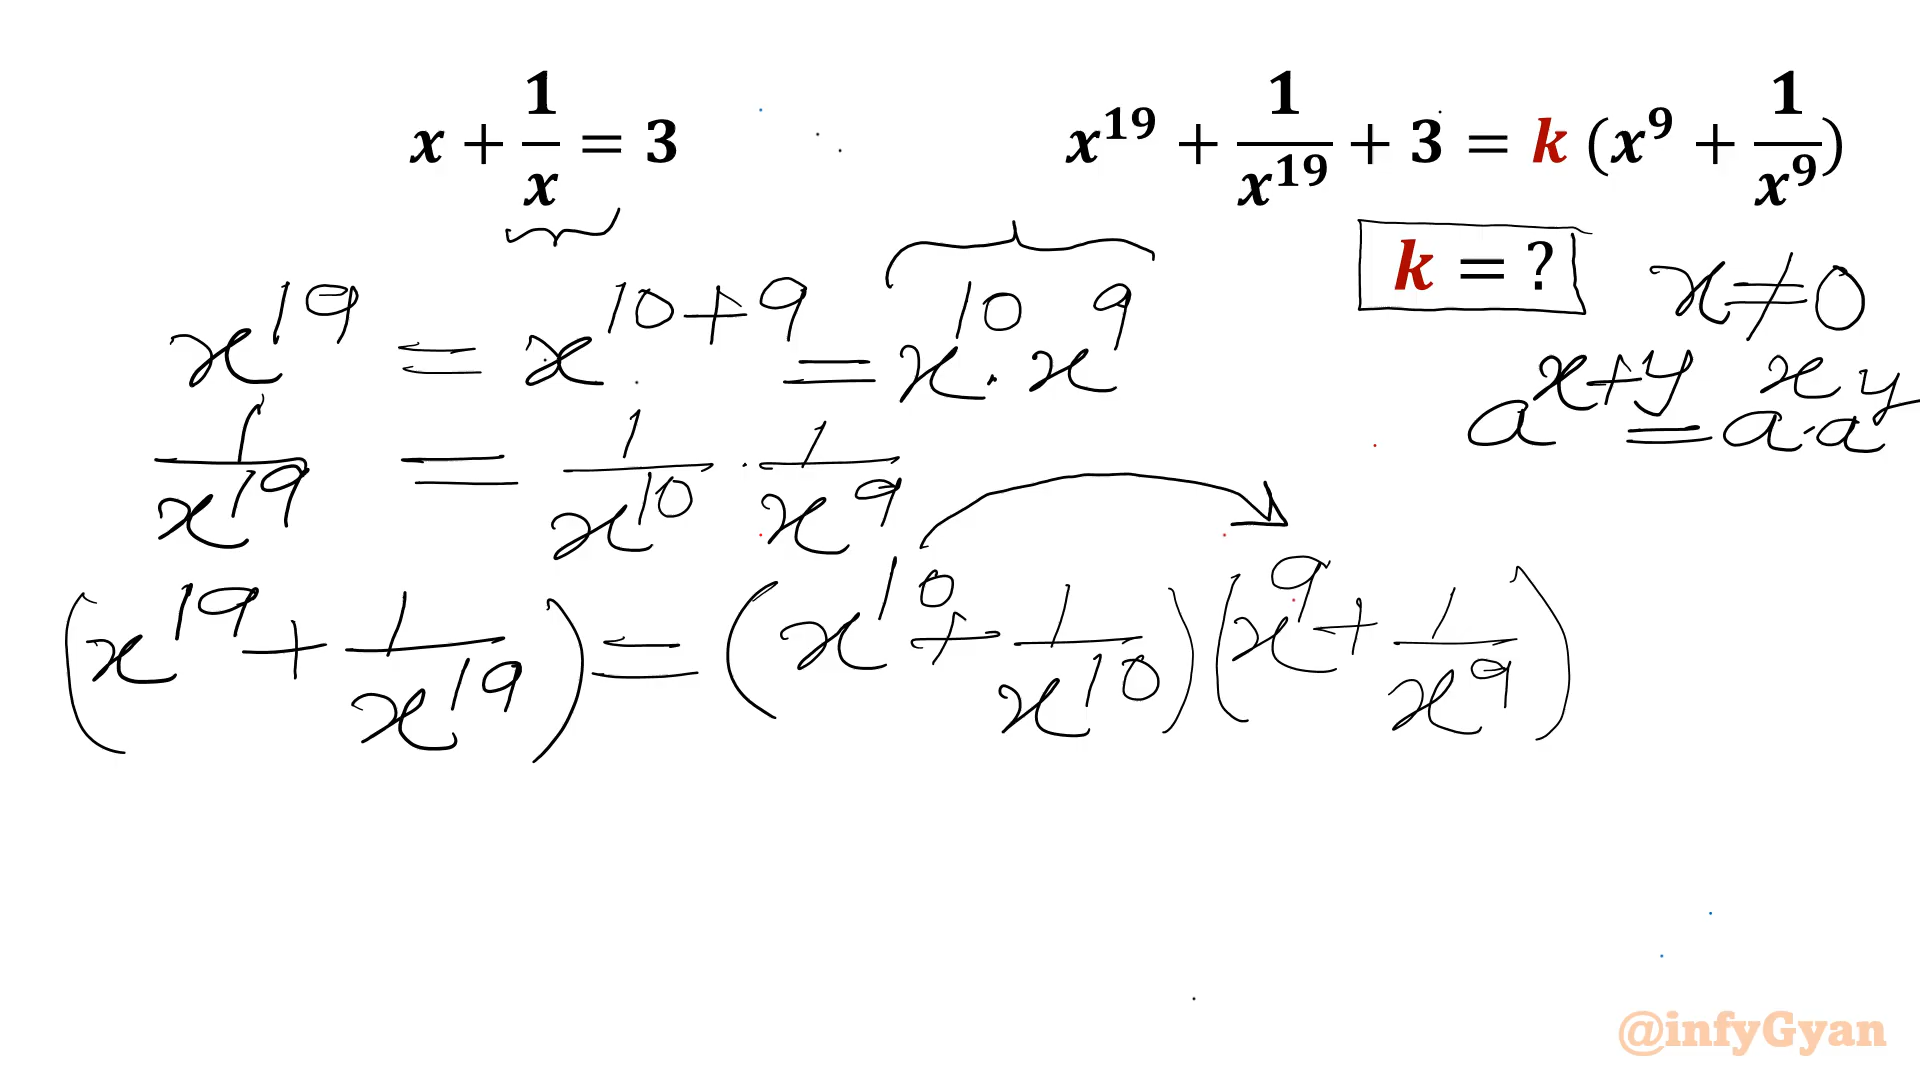 x + 1/x = 3    x^19 + 1/x^19 + 3 = k (x^9 + 1/x^9)
k = ?
x ≠ 0
x^19 = x^(10+9) = x^10 · x^9
a^(x+y) = a^x · a^y
1/x^19 = 1/x^10 · 1/x^9
(x^19 + 1/x^19) = (x^10 + 1/x^10)(x^9 + 1/x^9)
@infyGyan